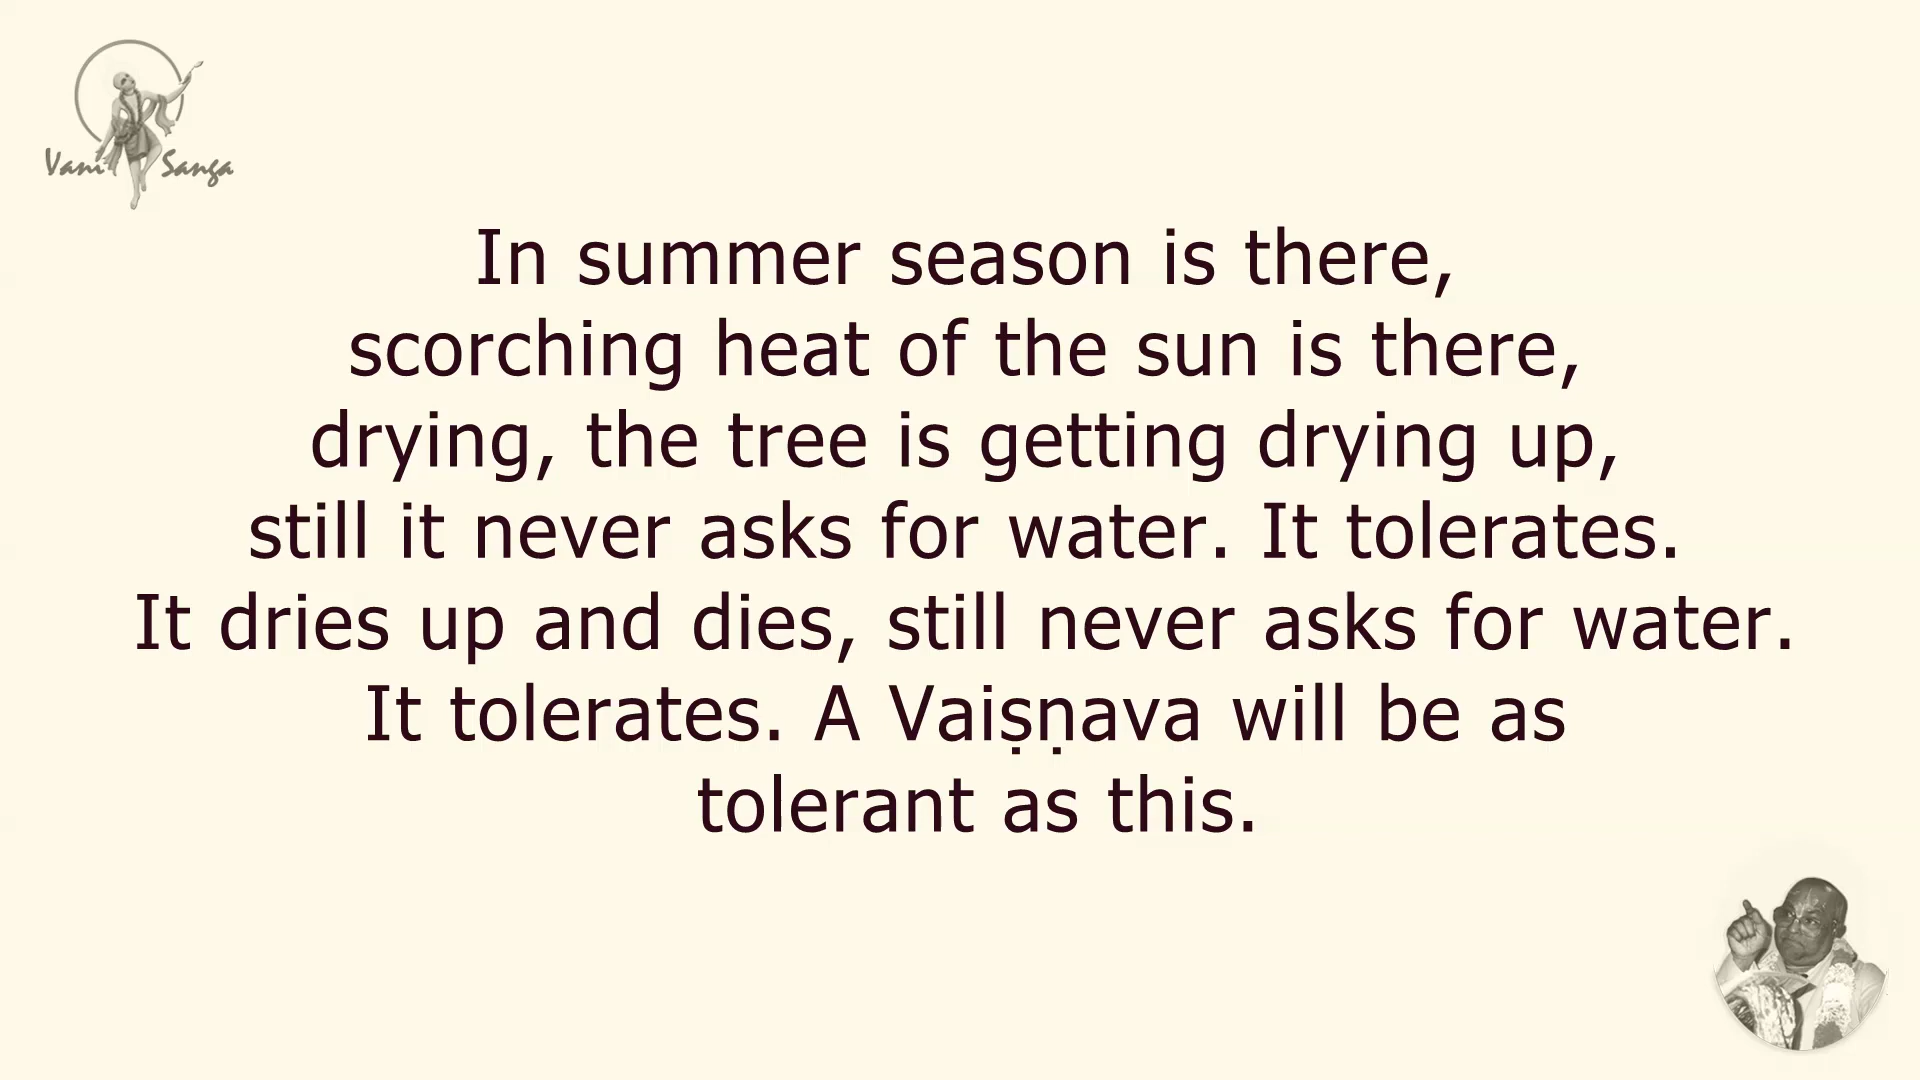 Vani Sanga
In summer season is there,
scorching heat of the sun is there,
drying, the tree is getting drying up,
still it never asks for water. It tolerates.
It dries up and dies, still never asks for water.
It tolerates. A Vaiṣṇava will be as
tolerant as this.